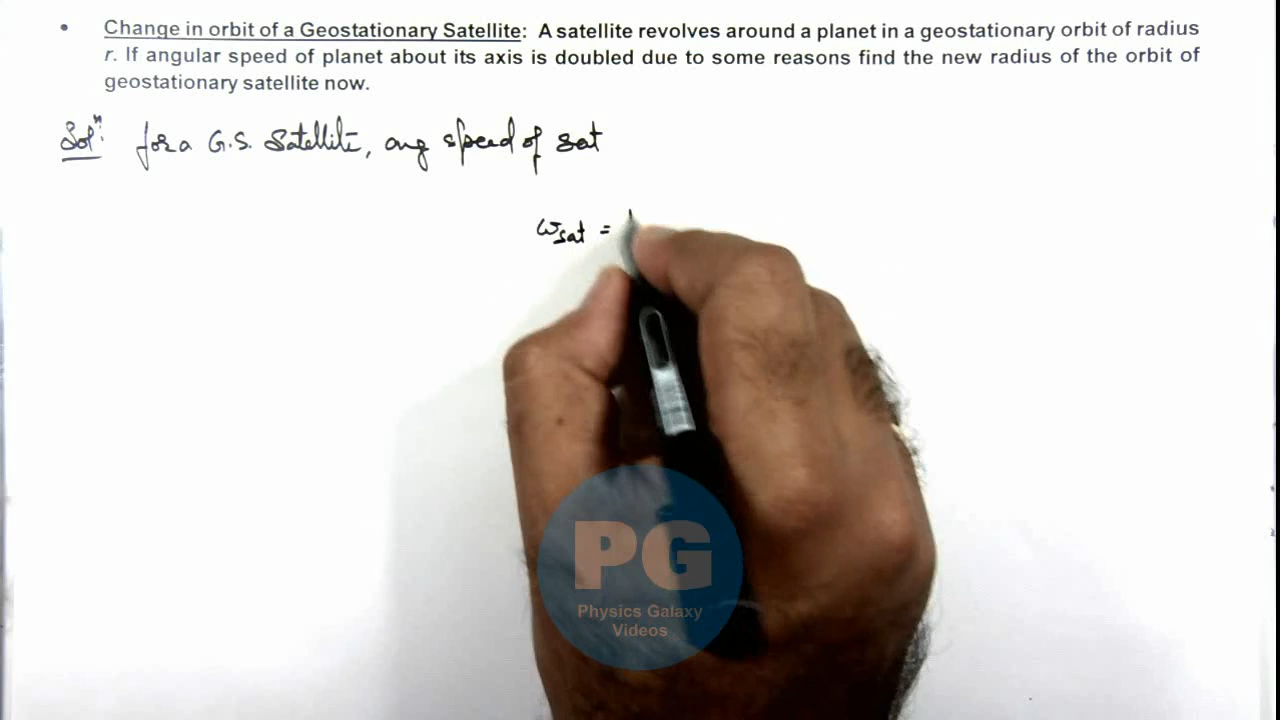 • Change in orbit of a Geostationary Satellite: A satellite revolves around a planet in a geostationary orbit of radius
r. If angular speed of planet about its axis is doubled due to some reasons find the new radius of the orbit of
geostationary satellite now.
Solⁿ: for a G.S. Satellite, ang speed of sat
ω_sat =
PG
Physics Galaxy
Videos